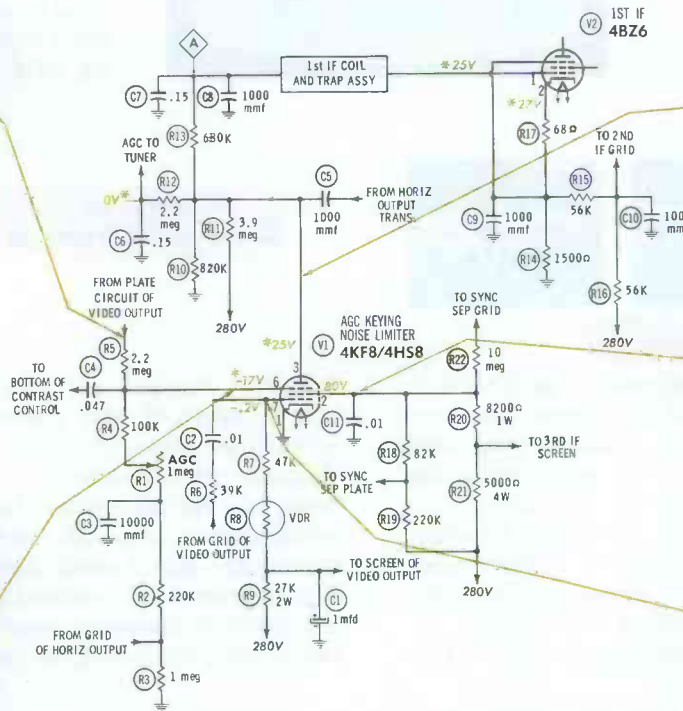 1ST IF
V2 4BZ6
A
1st IF COIL
AND TRAP ASSY
*25V
1
2
*27V
C7 .15
C8 1000
mmf
R13 680K
R17 68Ω
TO 2ND
IF GRID
AGC TO
TUNER
0V*
R12
2.2
meg
C5
1000
mmf
FROM HORIZ
OUTPUT
TRANS.
R15
56K
C9 1000
mmf
C10
C6 .15
R11 3.9
meg
R10 820K
280V
R14 1500Ω
R16 56K
280V
FROM PLATE
CIRCUIT OF
VIDEO OUTPUT
*25V
3
V1
AGC KEYING
NOISE LIMITER
4KF8/4HS8
TO SYNC
SEP GRID
R22 10
meg
R5 2.2
meg
TO
BOTTOM OF
CONTRAST
CONTROL
C4
.047
*
-17V
6
80V
2
-.2V
7
1
R4 100K
C11 .01
R20 8200Ω
1W
R18 82K
TO 3RD IF
SCREEN
AGC
R1 1meg
C2 .01
R7 47K
TO SYNC
SEP PLATE
R21 5000Ω
4W
R6 39K
R8 VDR
R19 220K
C3 10000
mmf
FROM GRID OF
VIDEO OUTPUT
TO SCREEN OF
VIDEO OUTPUT
R2 220K
R9 27K
2W
C1 1mfd
280V
280V
FROM GRID
OF HORIZ OUTPUT
R3 1 meg